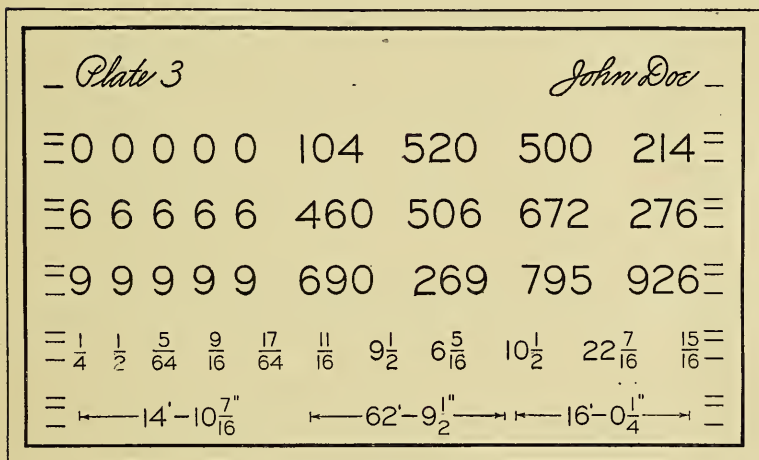 Plate 3 John Doe
0 0 0 0 0 104 520 500 214
6 6 6 6 6 460 506 672 276
9 9 9 9 9 690 269 795 926
1/4 1/2 5/64 9/16 17/64 11/16 9 1/2 6 5/16 10 1/2 22 7/16 15/16
14'-10 7/16" 62'-9 1/2" 16'-0 1/4"